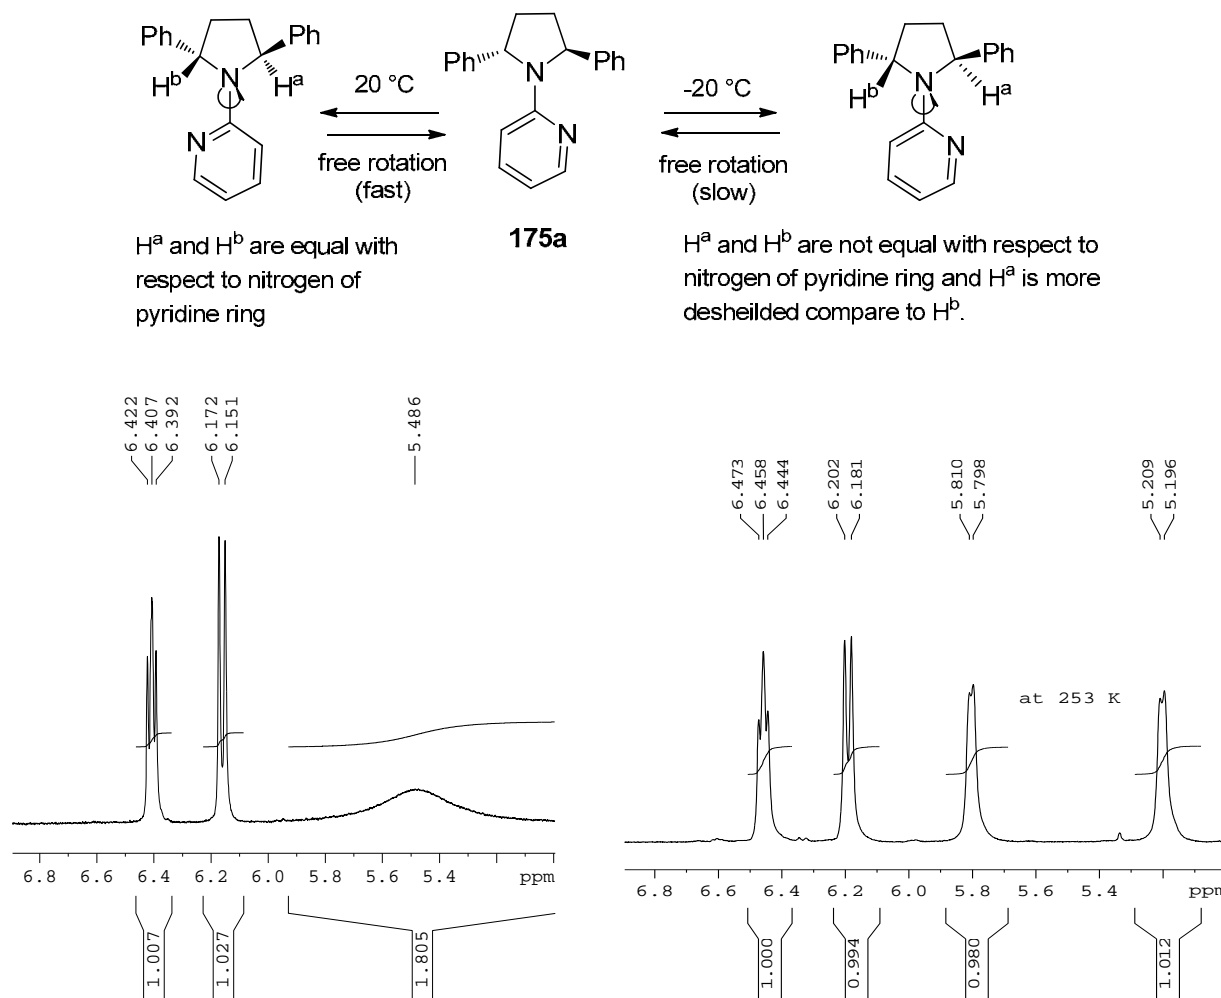 Ph
Ph
H^b
N
H^a
N
20 °C
free rotation
(fast)
Ph
Ph
N
N
175a
-20 °C
free rotation
(slow)
Ph
Ph
H^b
N
H^a
N
H^a and H^b are equal with
respect to nitrogen of
pyridine ring
H^a and H^b are not equal with respect to
nitrogen of pyridine ring and H^a is more
desheilded compare to H^b.
6.422
6.407
6.392
6.172
6.151
5.486
6.8 6.6 6.4 6.2 6.0 5.8 5.6 5.4 ppm
1.007
1.027
1.805
6.473
6.458
6.444
6.202
6.181
5.810
5.798
5.209
5.196
at 253 K
6.8 6.6 6.4 6.2 6.0 5.8 5.6 5.4 ppm
1.000
0.994
0.980
1.012